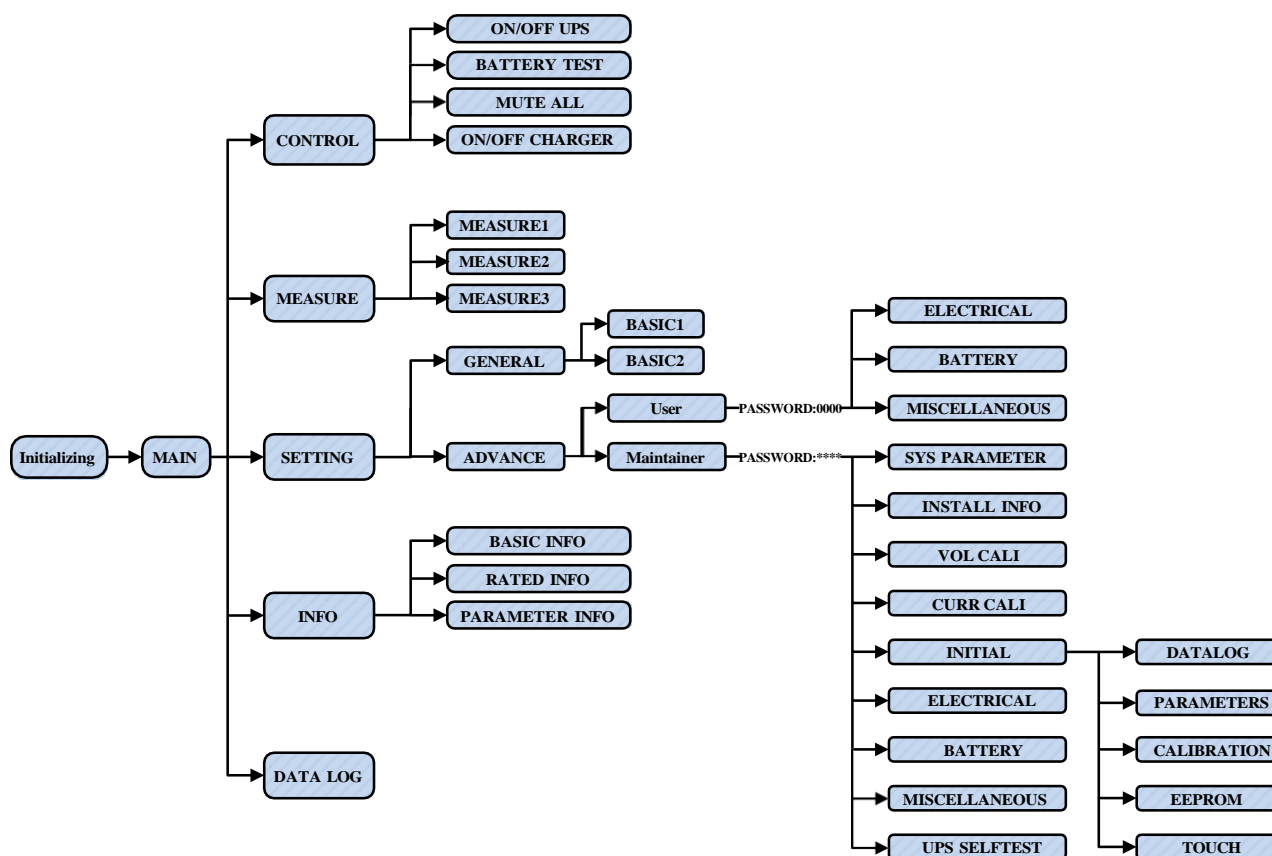 Initializing
MAIN
CONTROL
ON/OFF UPS
BATTERY TEST
MUTE ALL
ON/OFF CHARGER
MEASURE
MEASURE1
MEASURE2
MEASURE3
SETTING
GENERAL
BASIC1
BASIC2
ADVANCE
User
PASSWORD:0000
ELECTRICAL
BATTERY
MISCELLANEOUS
Maintainer
PASSWORD:****
SYS PARAMETER
INSTALL INFO
VOL CALI
CURR CALI
INITIAL
DATALOG
PARAMETERS
CALIBRATION
EEPROM
TOUCH
ELECTRICAL
BATTERY
MISCELLANEOUS
UPS SELFTEST
INFO
BASIC INFO
RATED INFO
PARAMETER INFO
DATA LOG